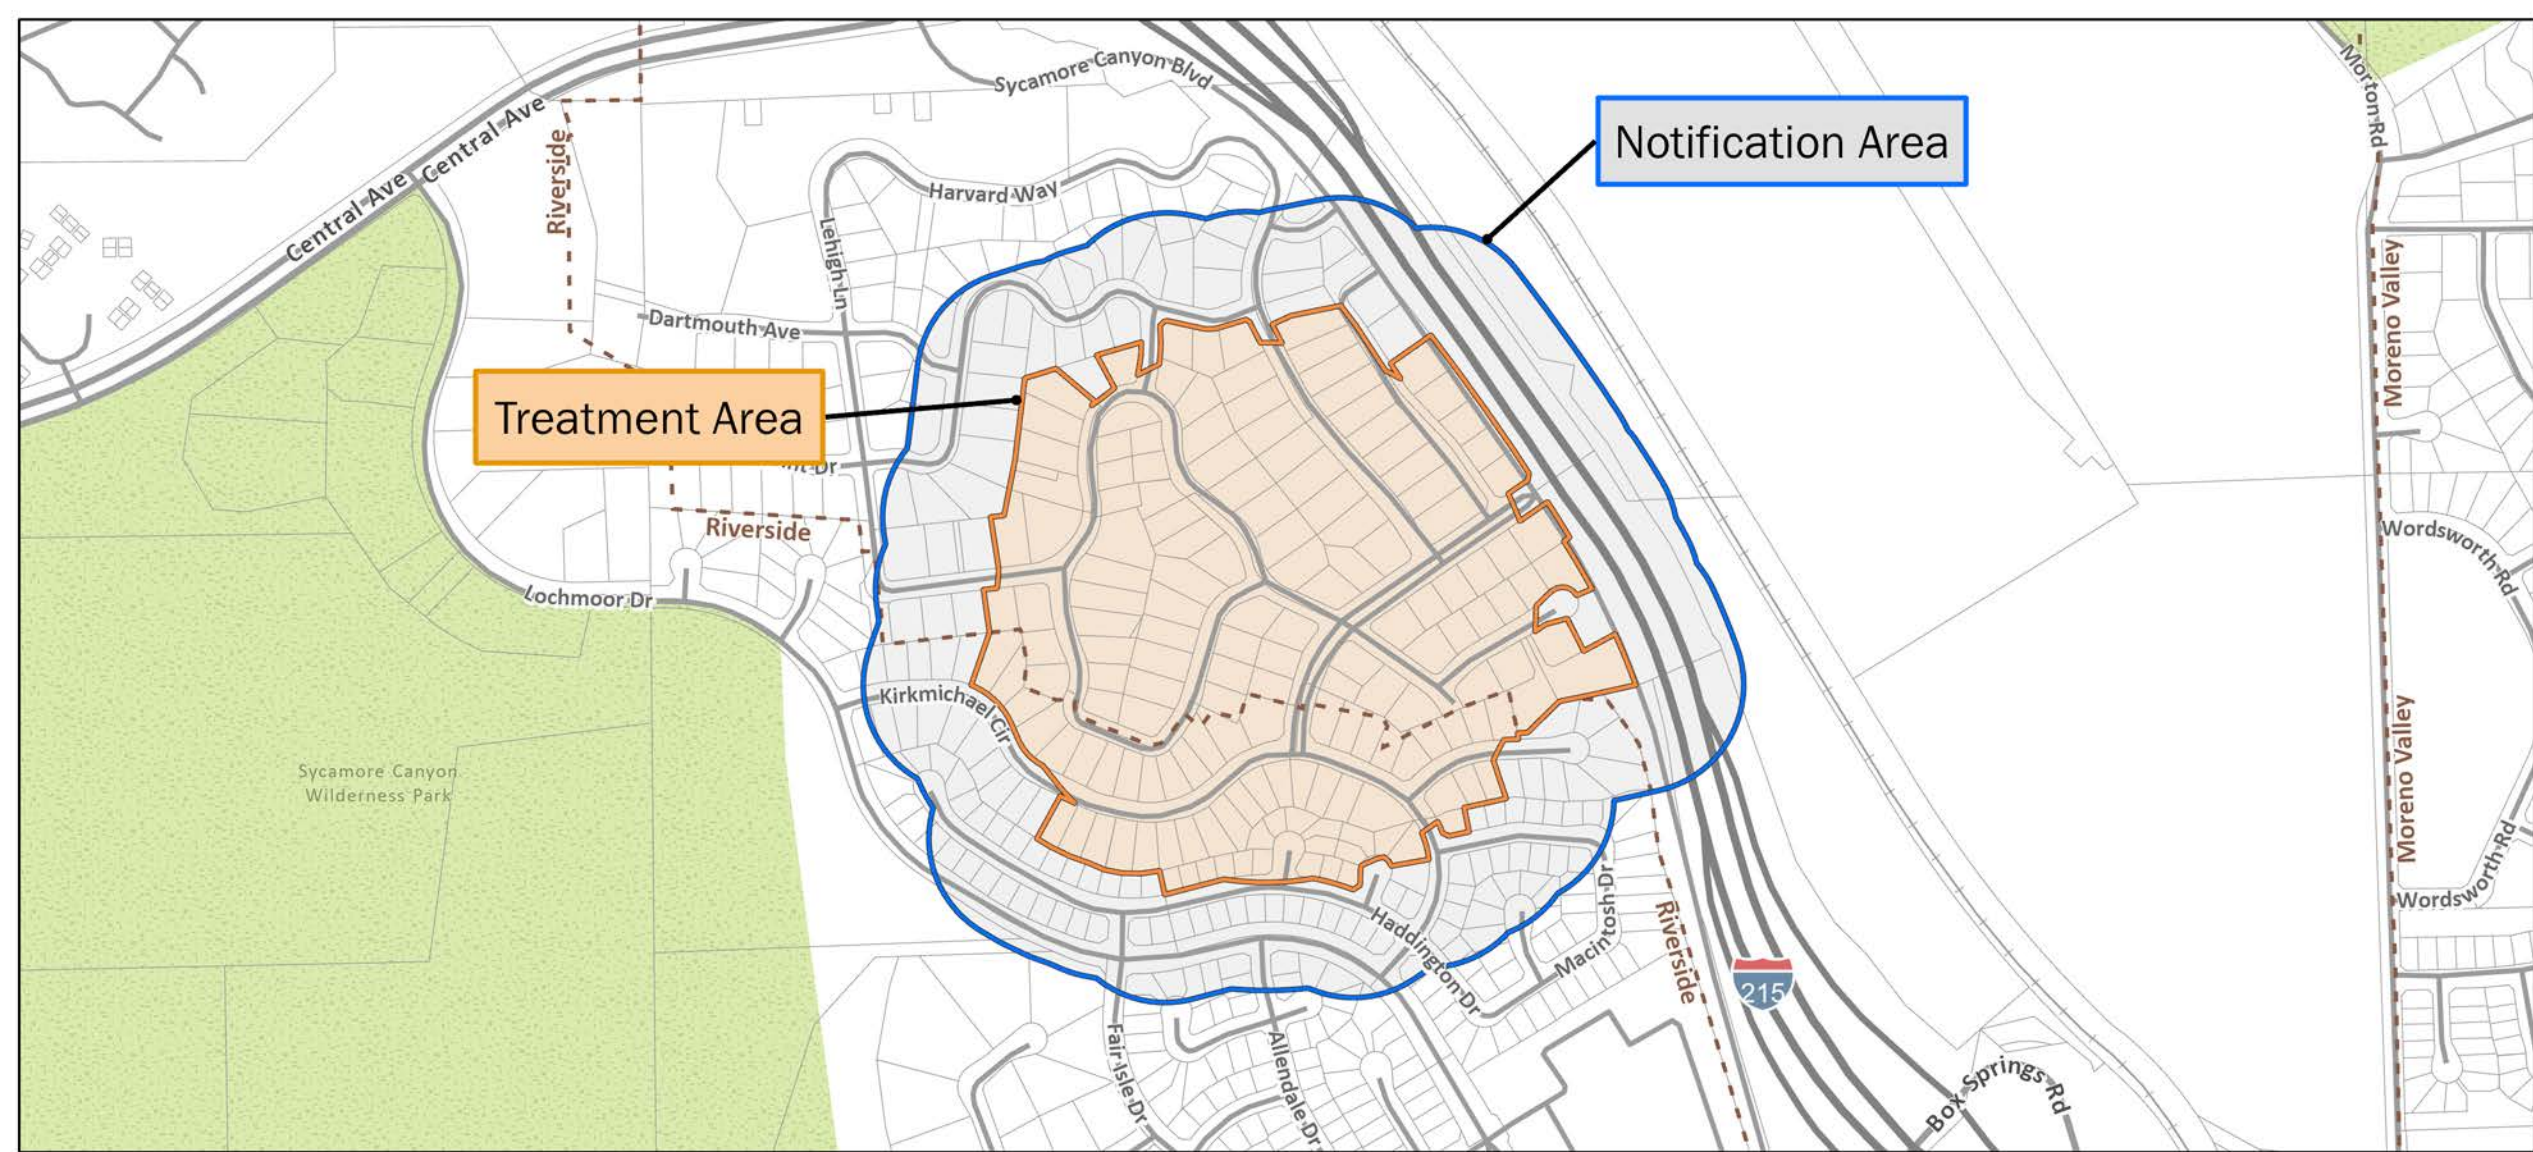 Sycamore Canyon Blvd
Morton Rd
Central Ave
Central Ave
Riverside
Notification Area
Harvard Way
Lehigh Ln
Dartmouth Ave
Moreno Valley
Treatment Area
Dr
Riverside
Wordsworth Rd
Lochmoor Dr
Kirkmichael Cir
Sycamore Canyon
Wilderness Park
Moreno Valley
Wordsworth Rd
Macintosh Dr
Haddington Dr
Riverside
215
Fair Isle Dr
Allendale Dr
Box Springs Rd